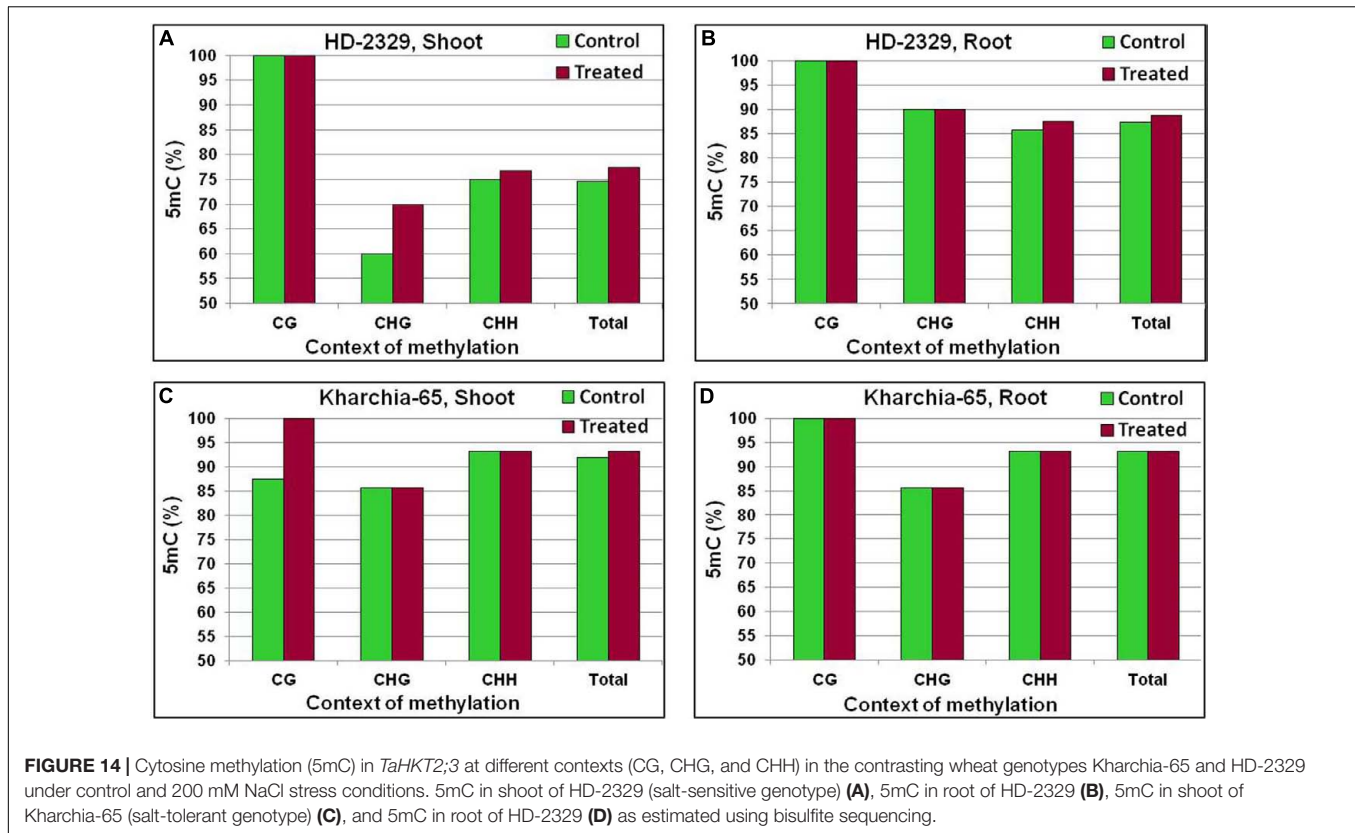 A
HD-2329, Shoot
Control
Treated
5mC (%)
100
95
90
85
80
75
70
65
60
55
50
CG CHG CHH Total
Context of methylation
B
HD-2329, Root
Control
Treated
5mC (%)
100
95
90
85
80
75
70
65
60
55
50
CG CHG CHH Total
Context of methylation
C
Kharchia-65, Shoot
Control
Treated
5mC (%)
100
95
90
85
80
75
70
65
60
55
50
CG CHG CHH Total
Context of methylation
D
Kharchia-65, Root
Control
Treated
5mC (%)
100
95
90
85
80
75
70
65
60
55
50
CG CHG CHH Total
Context of methylation
FIGURE 14 | Cytosine methylation (5mC) in TaHKT2;3 at different contexts (CG, CHG, and CHH) in the contrasting wheat genotypes Kharchia-65 and HD-2329
under control and 200 mM NaCl stress conditions. 5mC in shoot of HD-2329 (salt-sensitive genotype) (A), 5mC in root of HD-2329 (B), 5mC in shoot of
Kharchia-65 (salt-tolerant genotype) (C), and 5mC in root of HD-2329 (D) as estimated using bisulfite sequencing.